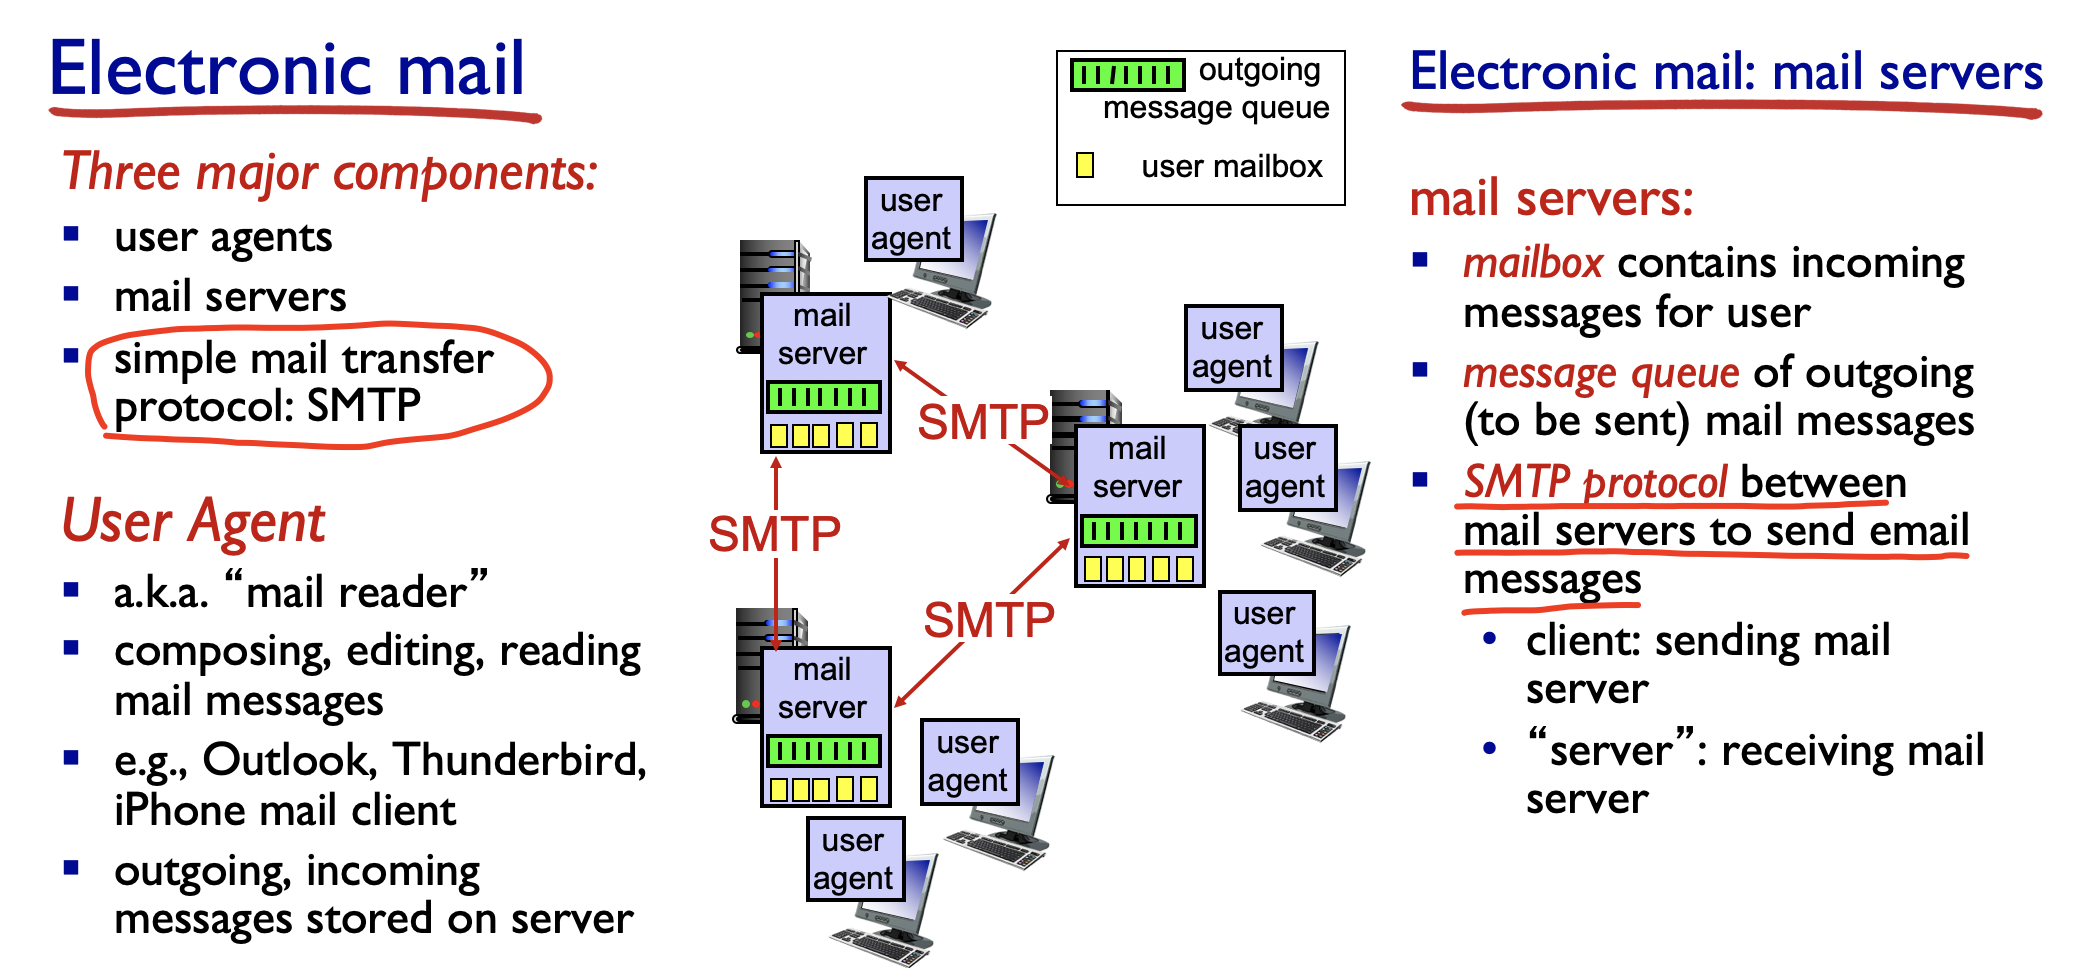 Electronic mail
Three major components:
user agents
mail servers
simple mail transfer
protocol: SMTP
User Agent
a.k.a. “mail reader”
composing, editing, reading
mail messages
e.g., Outlook, Thunderbird,
iPhone mail client
outgoing, incoming
messages stored on server
outgoing
message queue
user mailbox
user
agent
mail
server
SMTP
user
agent
mail
server
user
agent
SMTP
SMTP
user
agent
mail
server
user
agent
user
agent
Electronic mail: mail servers
mail servers:
mailbox contains incoming
messages for user
message queue of outgoing
(to be sent) mail messages
SMTP protocol between
mail servers to send email
messages
client: sending mail
server
“server”: receiving mail
server